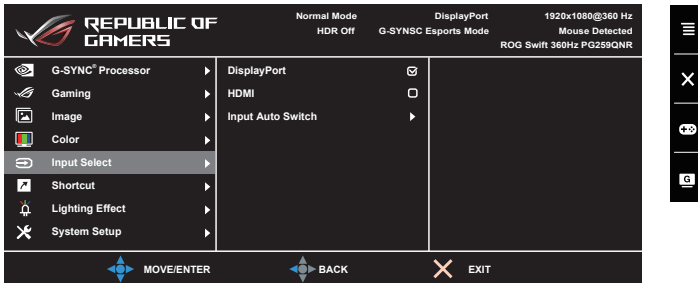 REPUBLIC OF
GAMERS
Normal Mode DisplayPort 1920x1080@360 Hz
HDR Off G-SYNSC Esports Mode Mouse Detected
ROG Swift 360Hz PG259QNR
G-SYNC® Processor
Gaming
Image
Color
Input Select
Shortcut
Lighting Effect
System Setup
DisplayPort
HDMI
Input Auto Switch
MOVE/ENTER BACK EXIT
G